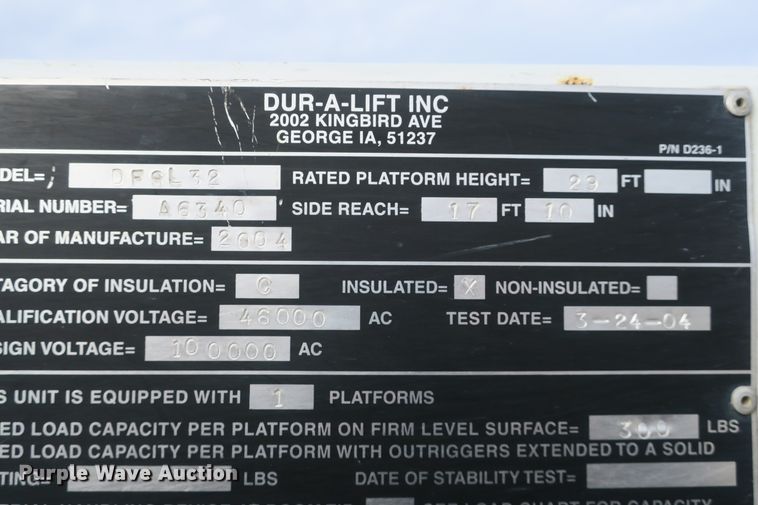 DUR-A-LIFT INC
2002 KINGBIRD AVE
GEORGE IA, 51237
P/N D236-1
DEL= RATED PLATFORM HEIGHT= 29 FT IN
RIAL NUMBER= A6340 SIDE REACH= 17 FT 10 IN
AR OF MANUFACTURE= 2004
TAGORY OF INSULATION= C INSULATED= X NON-INSULATED=
ALIFICATION VOLTAGE= 46000 AC TEST DATE= 3-24-04
SIGN VOLTAGE= 100000 AC
S UNIT IS EQUIPPED WITH 1 PLATFORMS
ED LOAD CAPACITY PER PLATFORM ON FIRM LEVEL SURFACE= 300 LBS
ED LOAD CAPACITY PER PLATFORM WITH OUTRIGGERS EXTENDED TO A SOLID
TING= LBS DATE OF STABILITY TEST=
Purple Wave Auction